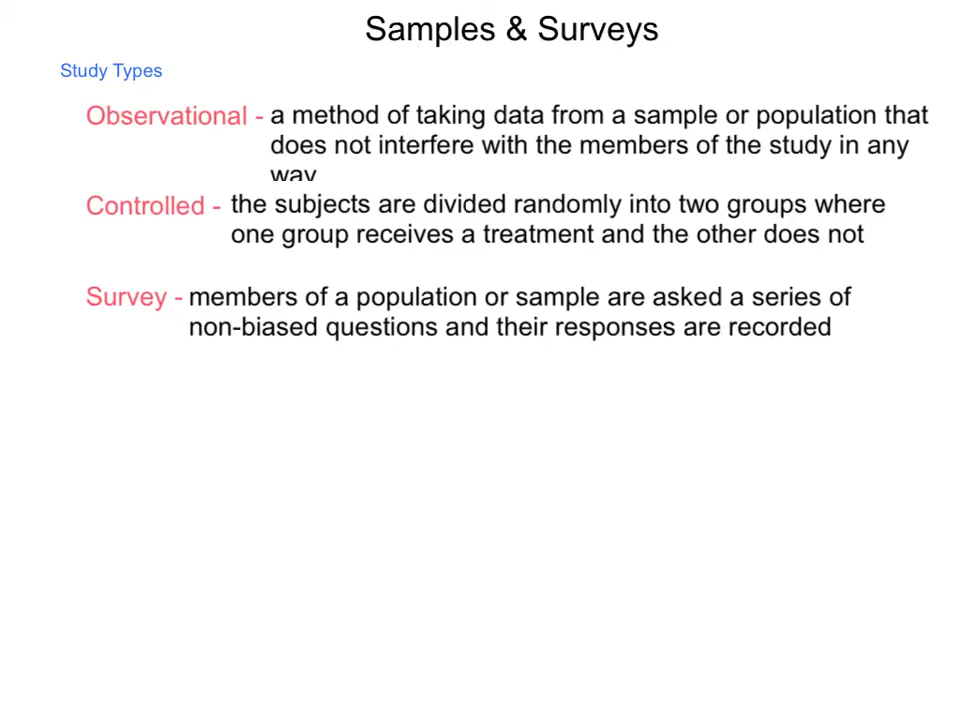 Samples & Surveys
Study Types
Observational - a method of taking data from a sample or population that
does not interfere with the members of the study in any
way
Controlled - the subjects are divided randomly into two groups where
one group receives a treatment and the other does not
Survey - members of a population or sample are asked a series of
non-biased questions and their responses are recorded